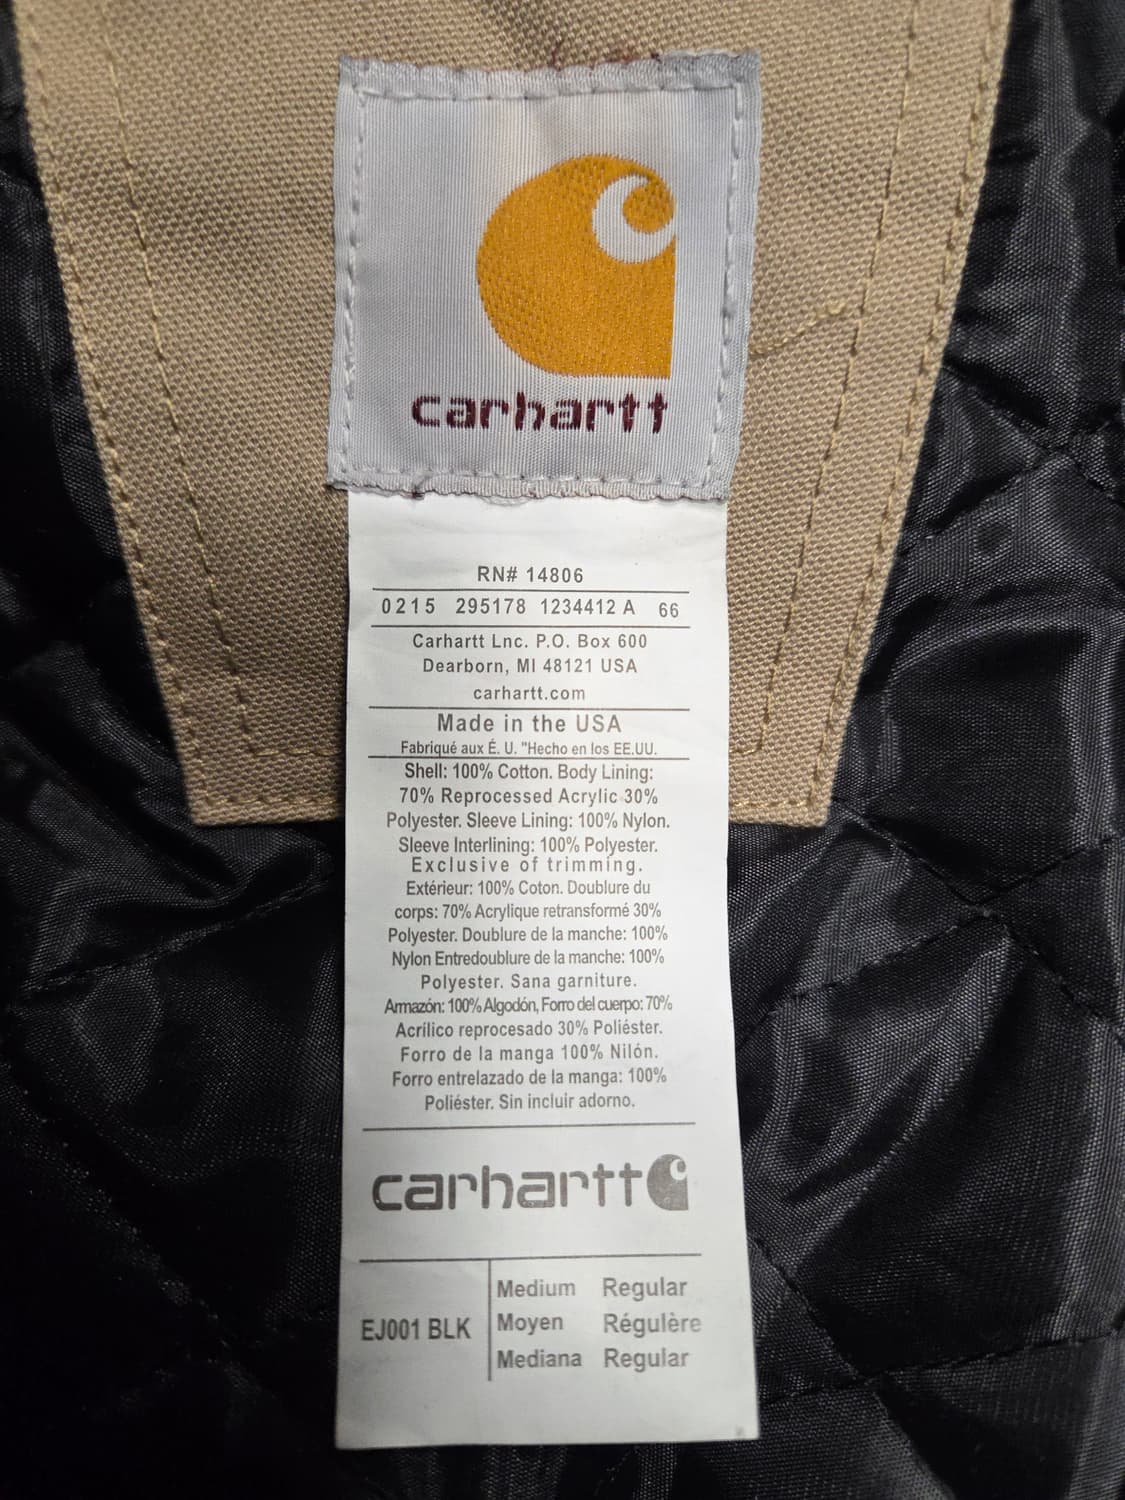 carhartt
RN# 14806
0215 295178 1234412 A 66
Carhartt Lnc. P.O. Box 600
Dearborn, MI 48121 USA
carhartt.com
Made in the USA
Fabriqué aux É. U. "Hecho en los EE.UU.
Shell: 100% Cotton. Body Lining:
70% Reprocessed Acrylic 30%
Polyester. Sleeve Lining: 100% Nylon.
Sleeve Interlining: 100% Polyester.
Exclusive of trimming.
Extérieur: 100% Coton. Doublure du
corps: 70% Acrylique retransformé 30%
Polyester. Doublure de la manche: 100%
Nylon Entredoublure de la manche: 100%
Polyester. Sana garniture.
Armazón: 100% Algodón, Forro del cuerpo: 70%
Acrílico reprocesado 30% Poliéster.
Forro de la manga 100% Nilón.
Forro entrelazado de la manga: 100%
Poliéster. Sin incluir adorno.
carhartt
EJ001 BLK
Medium Regular
Moyen Régulère
Mediana Regular